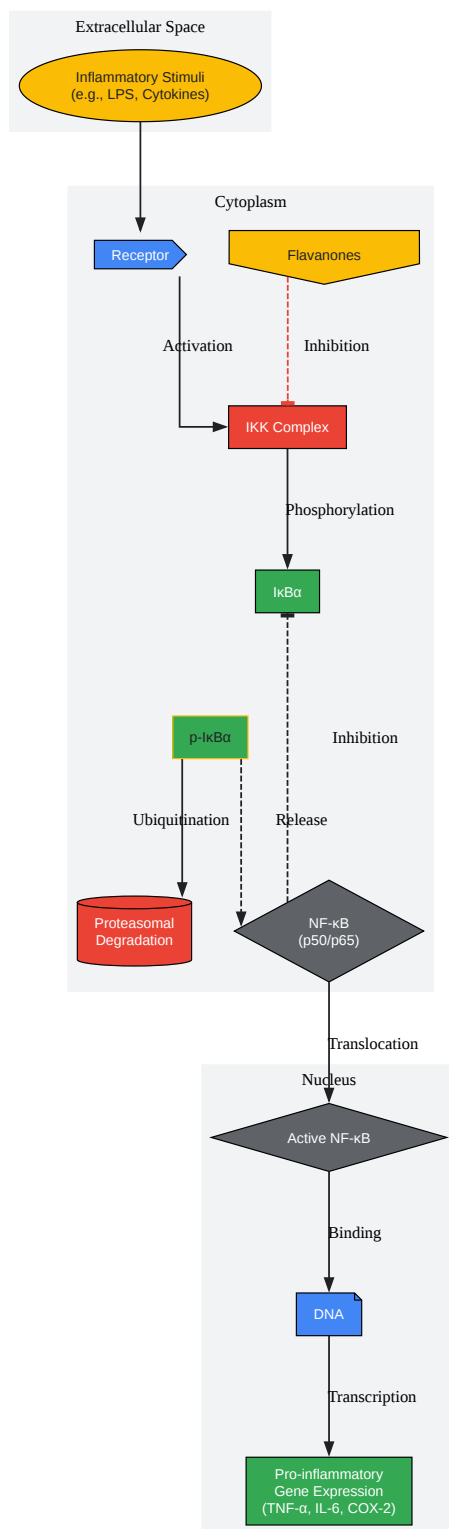 Extracellular Space
Inflammatory Stimuli
(e.g., LPS, Cytokines)
Cytoplasm
Receptor
Flavanones
Activation
Inhibition
IKK Complex
Phosphorylation
IκBα
p-IκBα
Inhibition
Ubiquitination
Release
Proteasomal
Degradation
NF-κB
(p50/p65)
Translocation
Nucleus
Active NF-κB
Binding
DNA
Transcription
Pro-inflammatory
Gene Expression
(TNF-α, IL-6, COX-2)